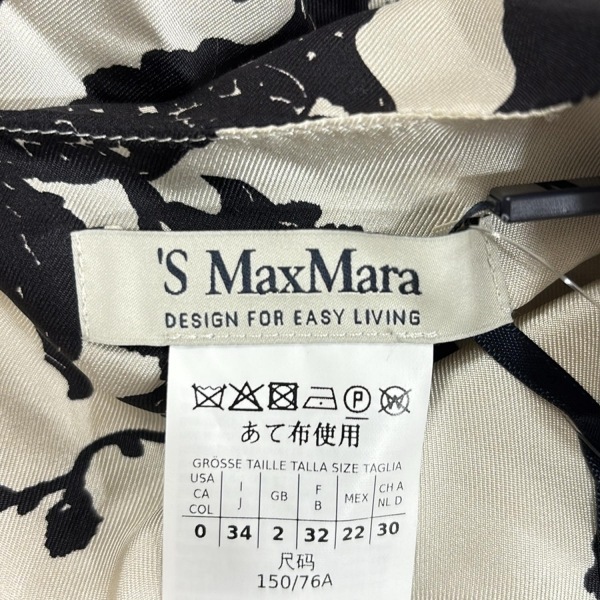 'S MaxMara
DESIGN FOR EASY LIVING
P W
あて布使用
GRÖSSE TAILLE TALLA SIZE TAGLIA
USA CA COL I J GB F B MEX CH A NL D
0 34 2 32 22 30
尺码
150/76A